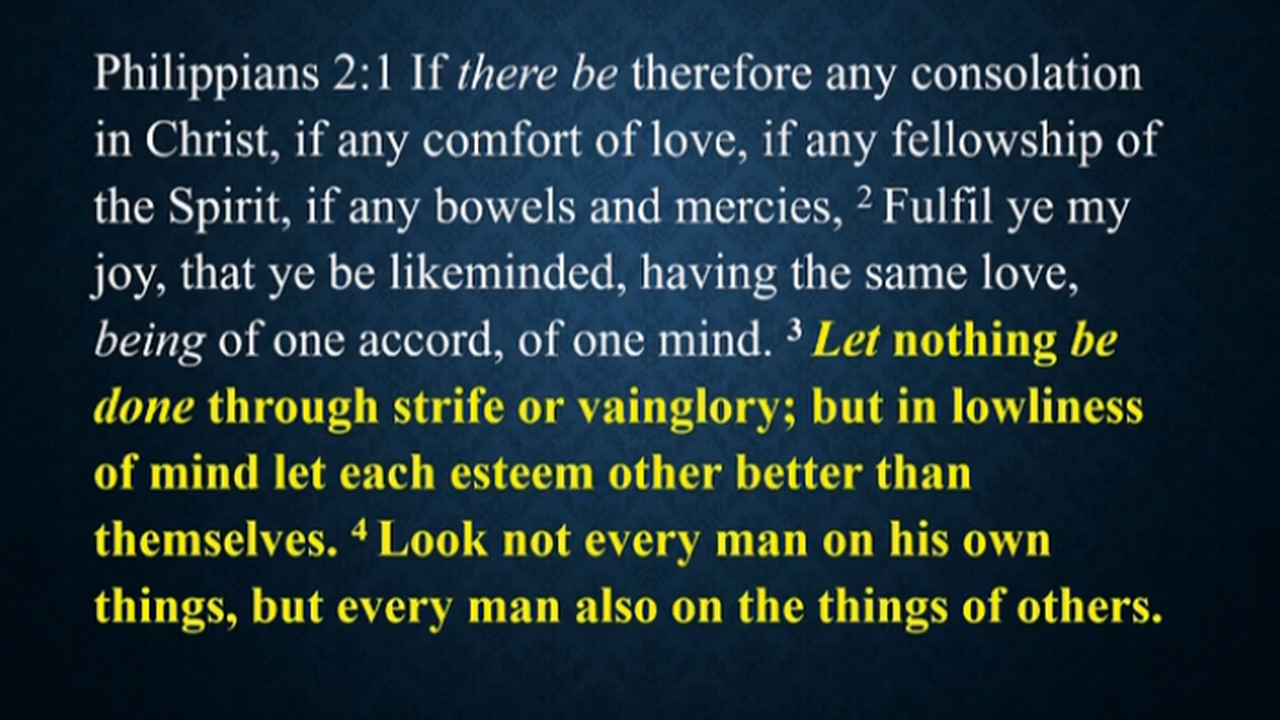 Philippians 2:1 If there be therefore any consolation
in Christ, if any comfort of love, if any fellowship of
the Spirit, if any bowels and mercies, 2 Fulfil ye my
joy, that ye be likeminded, having the same love,
being of one accord, of one mind. 3 Let nothing be
done through strife or vainglory; but in lowliness
of mind let each esteem other better than
themselves. 4 Look not every man on his own
things, but every man also on the things of others.